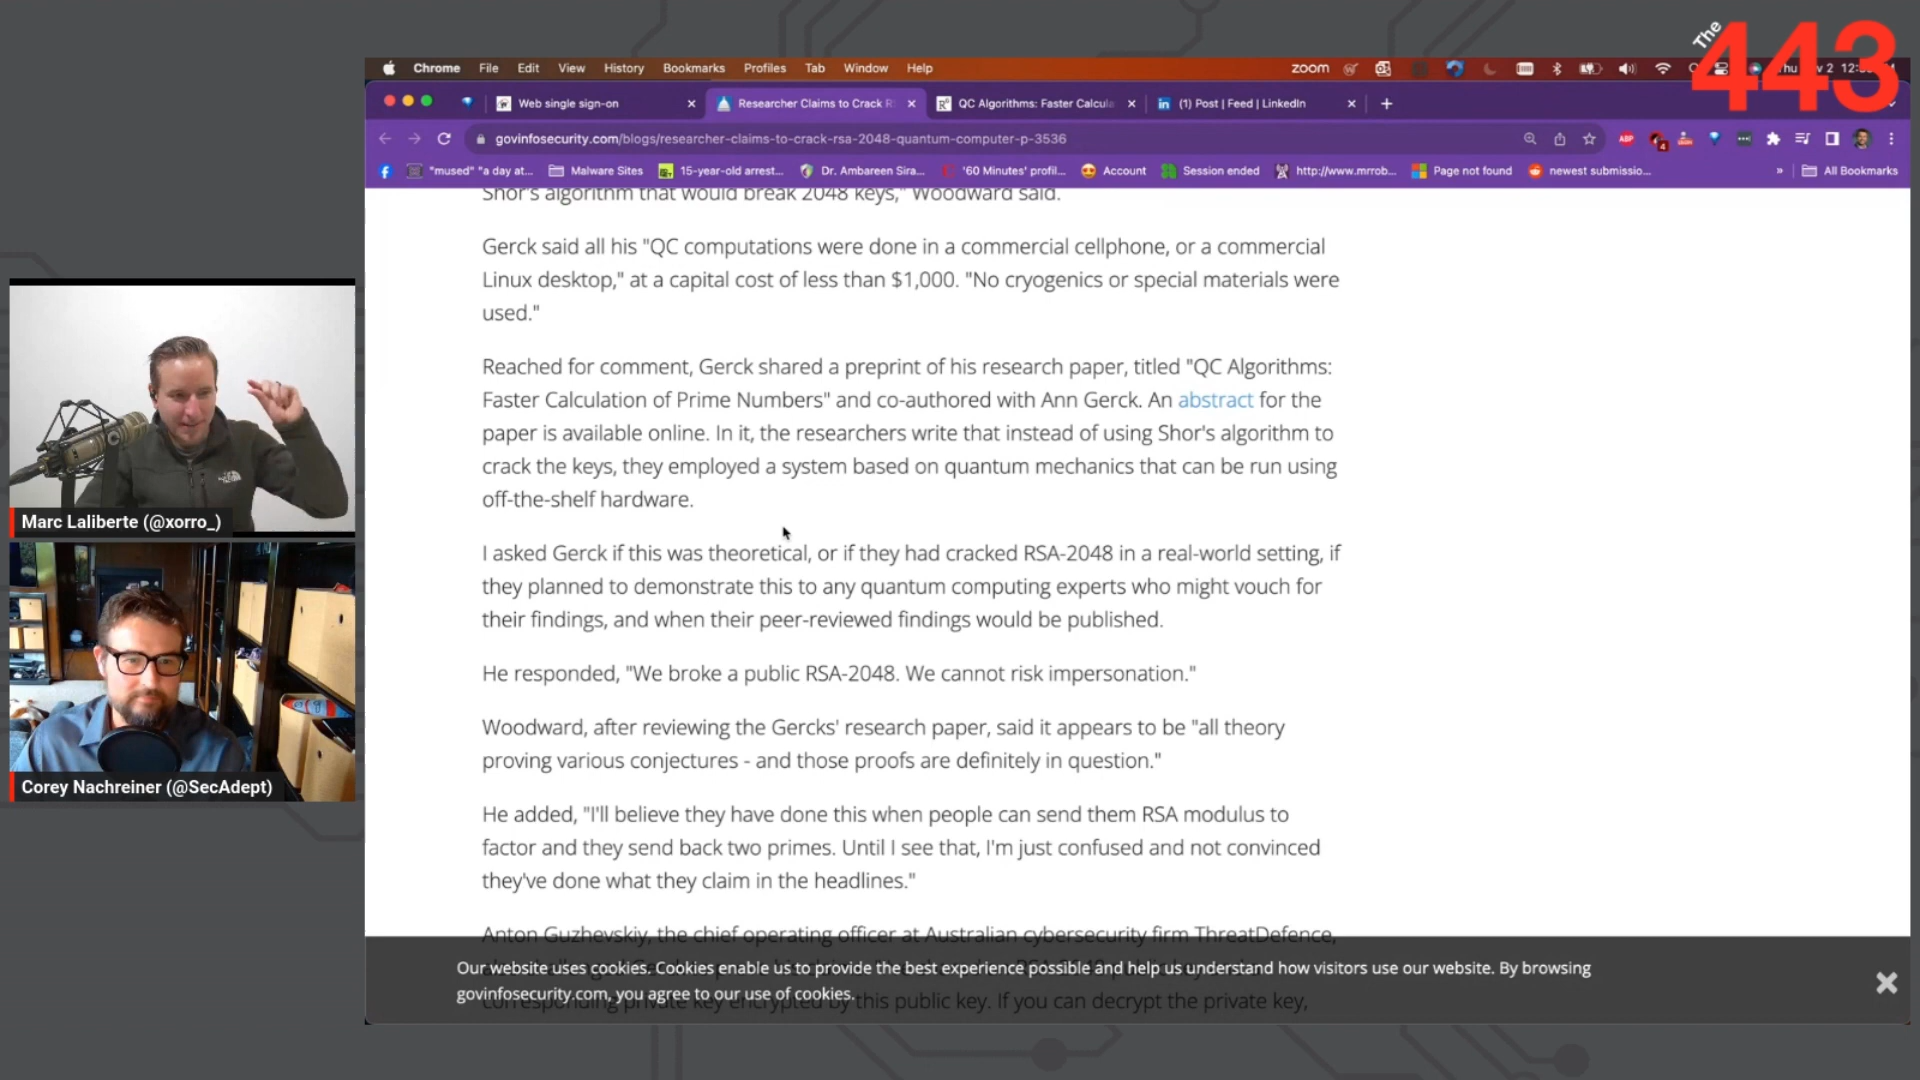 The
443
Chrome File Edit View History Bookmarks Profiles Tab Window Help
zoom
Web single sign-on
Researcher Claims to Crack R
QC Algorithms: Faster Calcula
(1) Post | Feed | LinkedIn
govinfosecurity.com/blogs/researcher-claims-to-crack-rsa-2048-quantum-computer-p-3536
"mused" "a day at...
Malware Sites
15-year-old arrest...
Dr. Ambareen Sira...
'60 Minutes' profil...
Account
Session ended
http://www.mrrob...
Page not found
newest submissio...
»
All Bookmarks
Shor's algorithm that would break 2048 keys," Woodward said.
Gerck said all his "QC computations were done in a commercial cellphone, or a commercial
Linux desktop," at a capital cost of less than $1,000. "No cryogenics or special materials were
used."
Reached for comment, Gerck shared a preprint of his research paper, titled "QC Algorithms:
Faster Calculation of Prime Numbers" and co-authored with Ann Gerck. An abstract for the
paper is available online. In it, the researchers write that instead of using Shor's algorithm to
crack the keys, they employed a system based on quantum mechanics that can be run using
off-the-shelf hardware.
I asked Gerck if this was theoretical, or if they had cracked RSA-2048 in a real-world setting, if
they planned to demonstrate this to any quantum computing experts who might vouch for
their findings, and when their peer-reviewed findings would be published.
He responded, "We broke a public RSA-2048. We cannot risk impersonation."
Woodward, after reviewing the Gercks' research paper, said it appears to be "all theory
proving various conjectures - and those proofs are definitely in question."
He added, "I'll believe they have done this when people can send them RSA modulus to
factor and they send back two primes. Until I see that, I'm just confused and not convinced
they've done what they claim in the headlines."
Anton Guzhevskiy, the chief operating officer at Australian cybersecurity firm ThreatDefence,
Our website uses cookies. Cookies enable us to provide the best experience possible and help us understand how visitors use our website. By browsing
govinfosecurity.com, you agree to our use of cookies.
corresponding private key encrypted by this public key. If you can decrypt the private key,
Marc Laliberte (@xorro_)
Corey Nachreiner (@SecAdept)